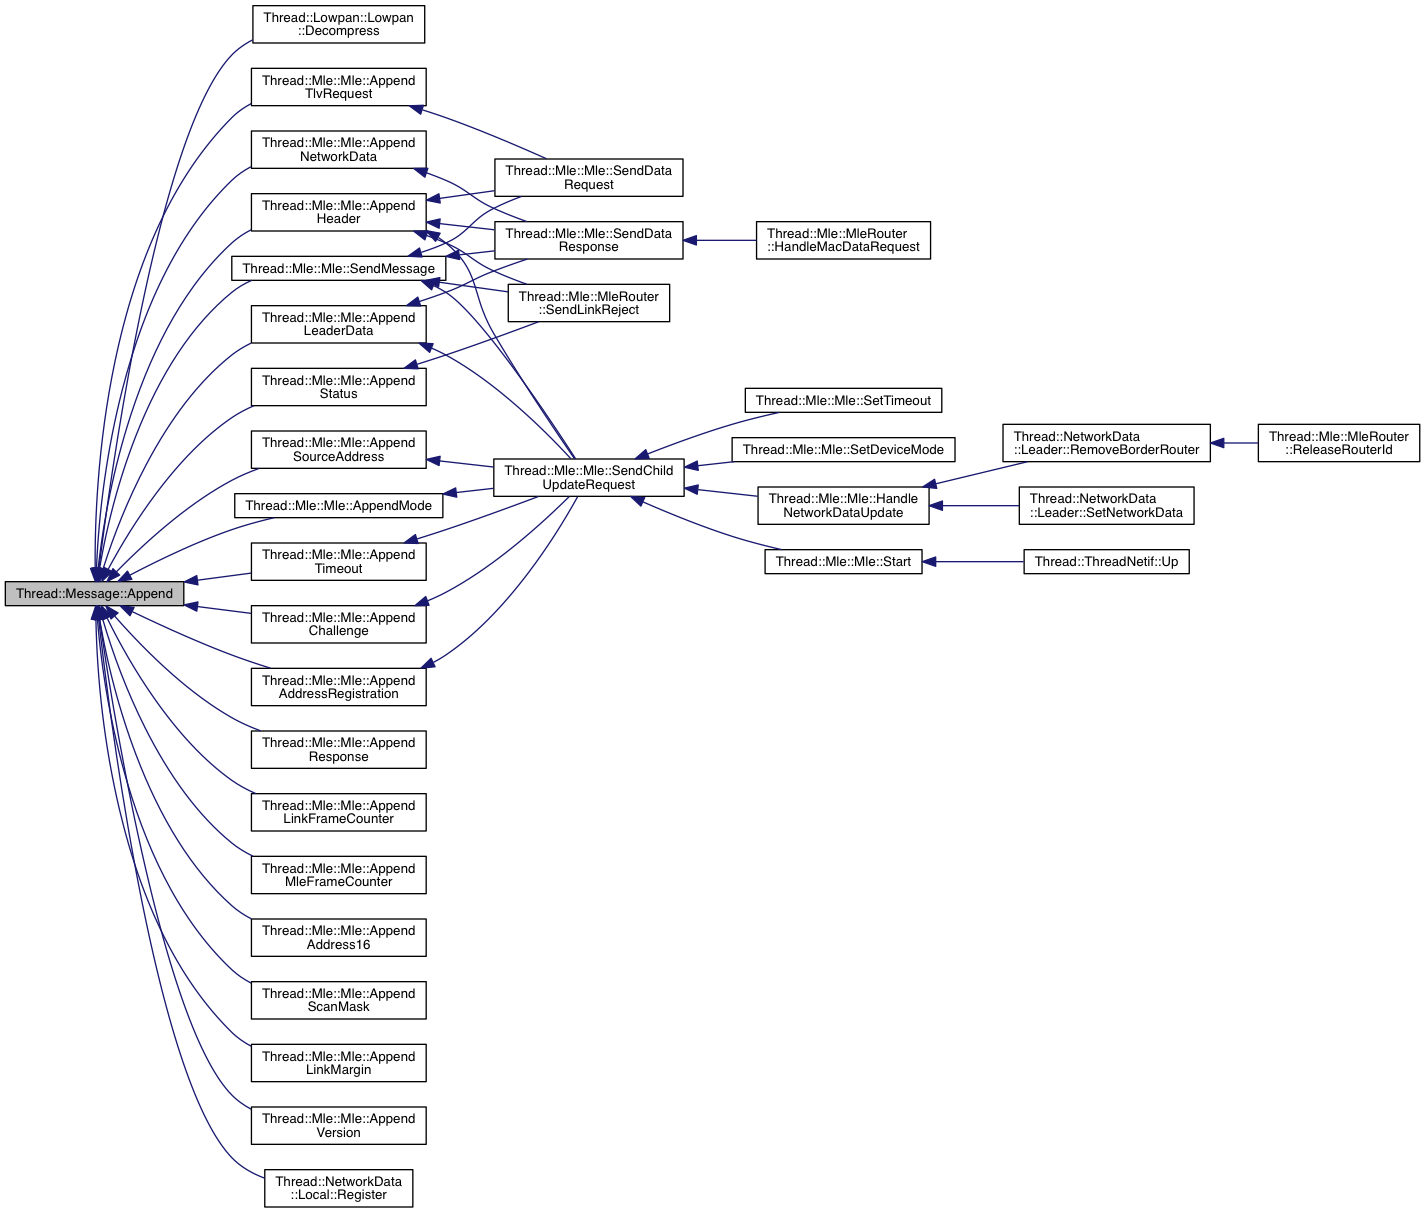 Thread::Lowpan::Lowpan
::Decompress
Thread::Mle::Mle::Append
TlvRequest
Thread::Mle::Mle::Append
NetworkData
Thread::Mle::Mle::Append
Header
Thread::Mle::Mle::SendMessage
Thread::Mle::Mle::Append
LeaderData
Thread::Mle::Mle::Append
Status
Thread::Mle::Mle::Append
SourceAddress
Thread::Mle::Mle::AppendMode
Thread::Mle::Mle::Append
Timeout
Thread::Message::Append
Thread::Mle::Mle::Append
Challenge
Thread::Mle::Mle::Append
AddressRegistration
Thread::Mle::Mle::Append
Response
Thread::Mle::Mle::Append
LinkFrameCounter
Thread::Mle::Mle::Append
MleFrameCounter
Thread::Mle::Mle::Append
Address16
Thread::Mle::Mle::Append
ScanMask
Thread::Mle::Mle::Append
LinkMargin
Thread::Mle::Mle::Append
Version
Thread::NetworkData
::Local::Register
Thread::Mle::Mle::SendData
Request
Thread::Mle::Mle::SendData
Response
Thread::Mle::MleRouter
::SendLinkReject
Thread::Mle::Mle::SendChild
UpdateRequest
Thread::Mle::MleRouter
::HandleMacDataRequest
Thread::Mle::Mle::SetTimeout
Thread::Mle::Mle::SetDeviceMode
Thread::Mle::Mle::Handle
NetworkDataUpdate
Thread::Mle::Mle::Start
Thread::NetworkData
::Leader::RemoveBorderRouter
Thread::NetworkData
::Leader::SetNetworkData
Thread::ThreadNetif::Up
Thread::Mle::MleRouter
::ReleaseRouterId